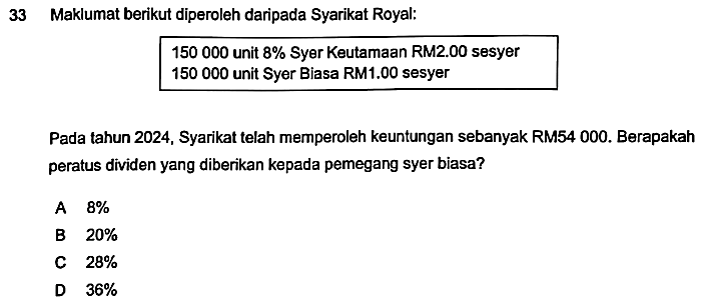 33 Maklumat berikut diperoleh daripada Syarikat Royal:
150 000 unit 8% Syer Keutamaan RM2.00 sesyer
150 000 unit Syer Biasa RM1.00 sesyer
Pada tahun 2024, Syarikat telah memperoleh keuntungan sebanyak RM54 000. Berapakah
peratus dividen yang diberikan kepada pemegang syer biasa?
A 8%
B 20%
C 28%
D 36%